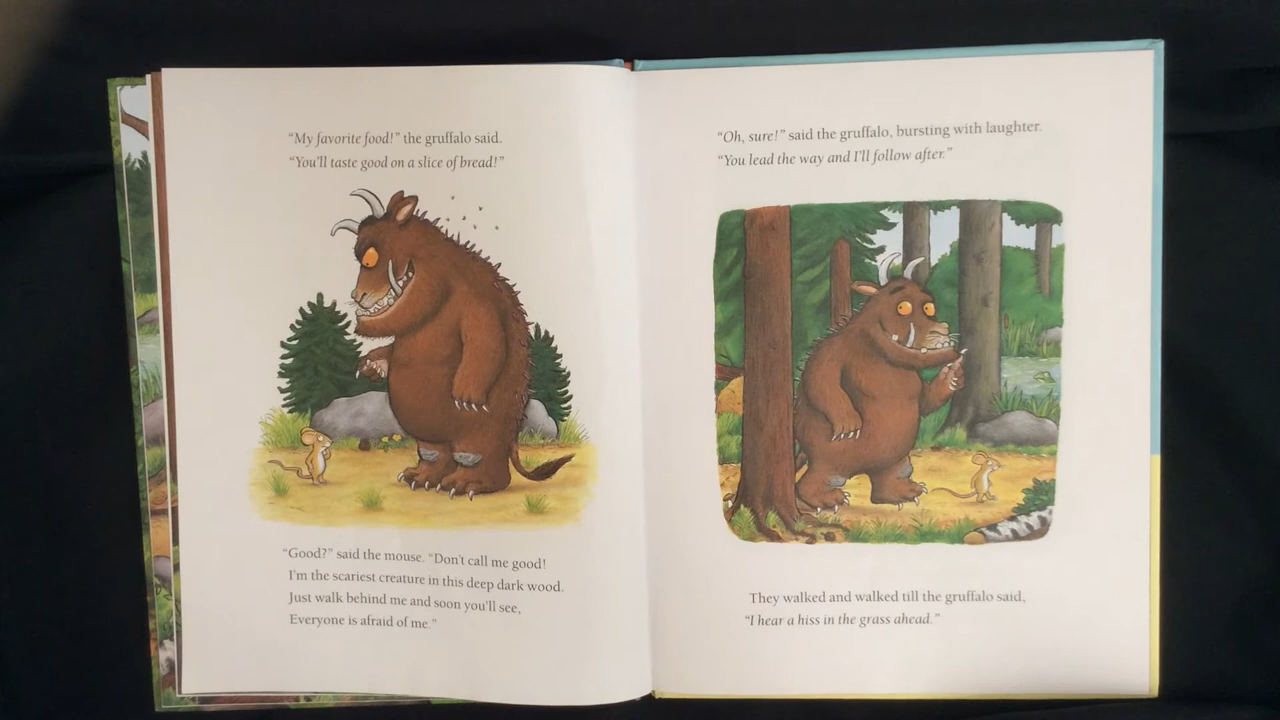 “My favorite food!” the gruffalo said.
“You'll taste good on a slice of bread!”
“Good?” said the mouse. “Don't call me good!
I'm the scariest creature in this deep dark wood.
Just walk behind me and soon you'll see,
Everyone is afraid of me.”
“Oh, sure!” said the gruffalo, bursting with laughter.
“You lead the way and I'll follow after.”
They walked and walked till the gruffalo said,
“I hear a hiss in the grass ahead.”